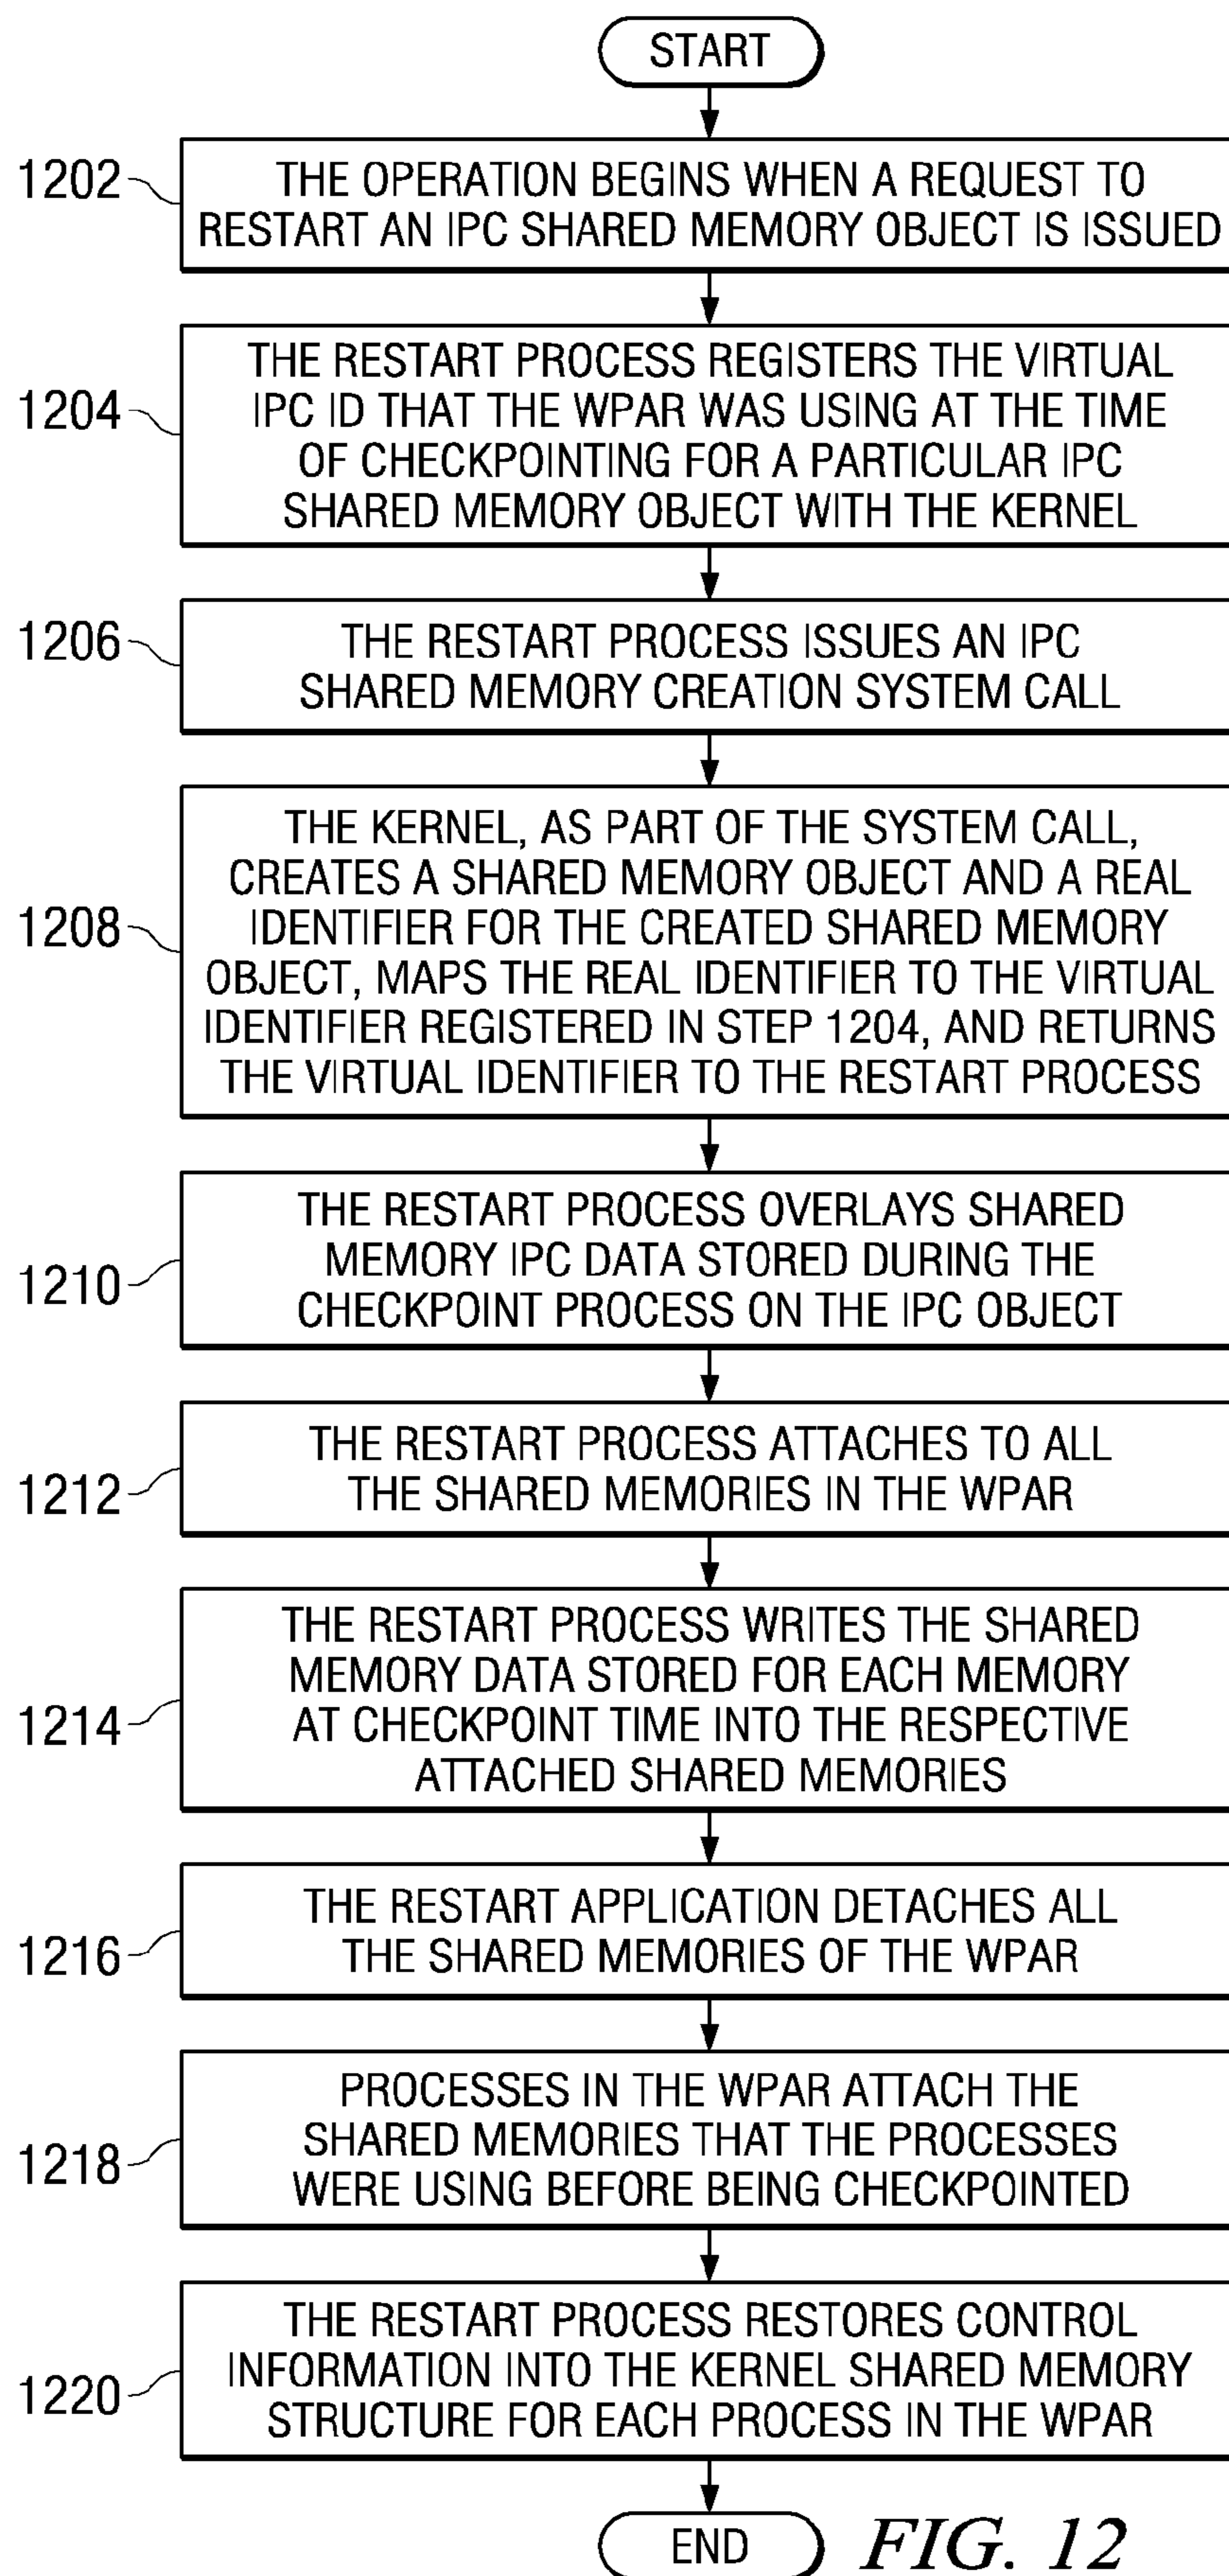 START
1202
THE OPERATION BEGINS WHEN A REQUEST TO
RESTART AN IPC SHARED MEMORY OBJECT IS ISSUED
1204
THE RESTART PROCESS REGISTERS THE VIRTUAL
IPC ID THAT THE WPAR WAS USING AT THE TIME
OF CHECKPOINTING FOR A PARTICULAR IPC
SHARED MEMORY OBJECT WITH THE KERNEL
1206
THE RESTART PROCESS ISSUES AN IPC
SHARED MEMORY CREATION SYSTEM CALL
1208
THE KERNEL, AS PART OF THE SYSTEM CALL,
CREATES A SHARED MEMORY OBJECT AND A REAL
IDENTIFIER FOR THE CREATED SHARED MEMORY
OBJECT, MAPS THE REAL IDENTIFIER TO THE VIRTUAL
IDENTIFIER REGISTERED IN STEP 1204, AND RETURNS
THE VIRTUAL IDENTIFIER TO THE RESTART PROCESS
1210
THE RESTART PROCESS OVERLAYS SHARED
MEMORY IPC DATA STORED DURING THE
CHECKPOINT PROCESS ON THE IPC OBJECT
1212
THE RESTART PROCESS ATTACHES TO ALL
THE SHARED MEMORIES IN THE WPAR
1214
THE RESTART PROCESS WRITES THE SHARED
MEMORY DATA STORED FOR EACH MEMORY
AT CHECKPOINT TIME INTO THE RESPECTIVE
ATTACHED SHARED MEMORIES
1216
THE RESTART APPLICATION DETACHES ALL
THE SHARED MEMORIES OF THE WPAR
1218
PROCESSES IN THE WPAR ATTACH THE
SHARED MEMORIES THAT THE PROCESSES
WERE USING BEFORE BEING CHECKPOINTED
1220
THE RESTART PROCESS RESTORES CONTROL
INFORMATION INTO THE KERNEL SHARED MEMORY
STRUCTURE FOR EACH PROCESS IN THE WPAR
END
FIG. 12